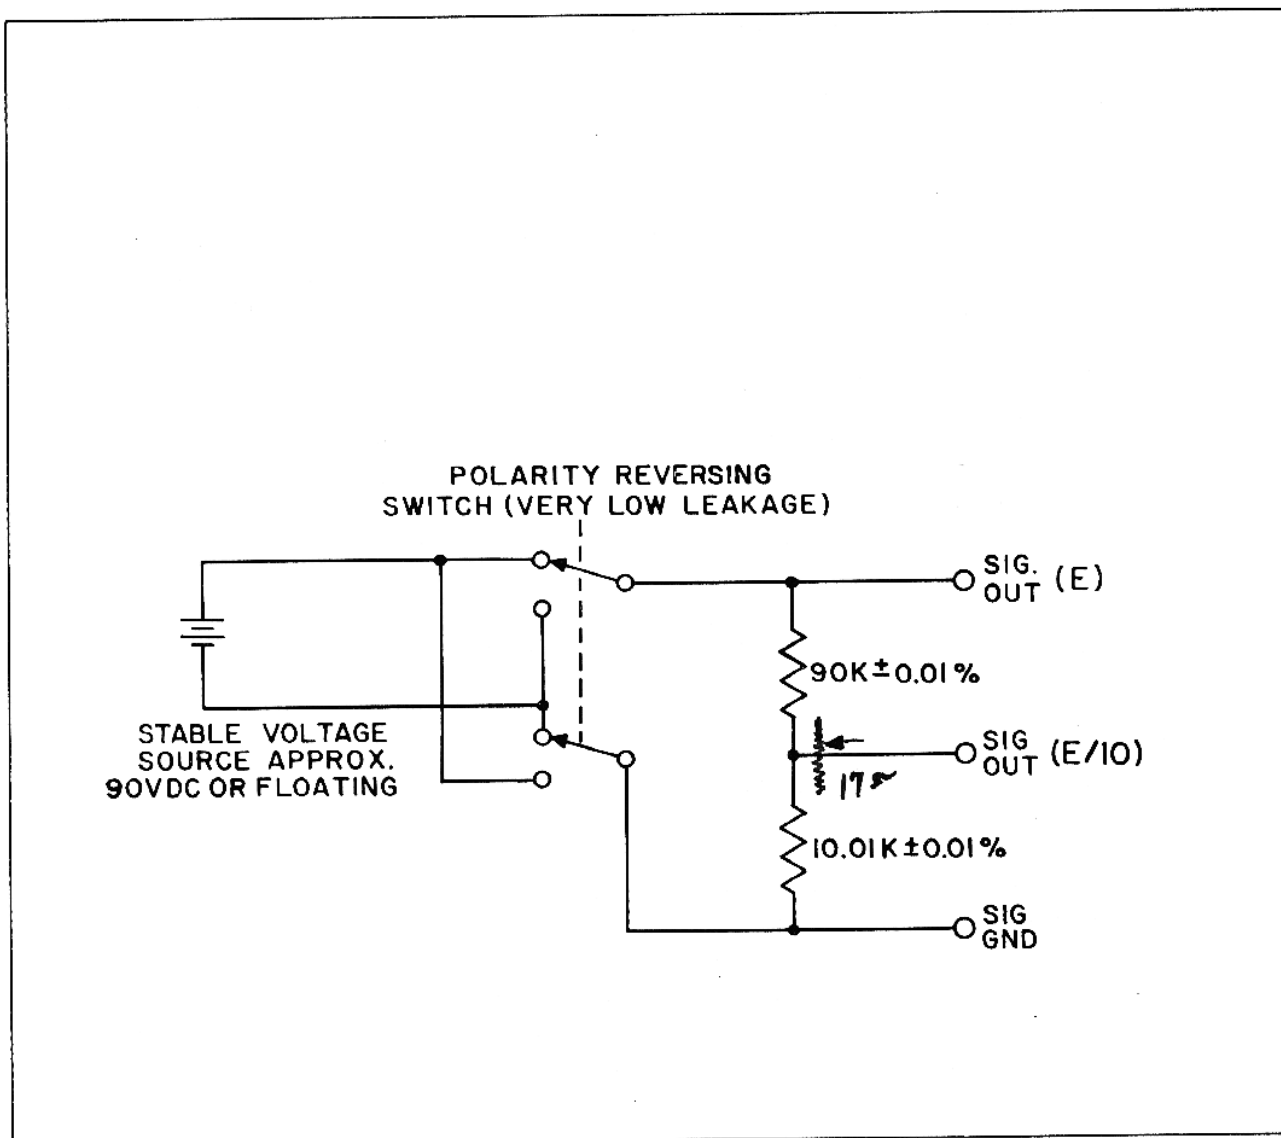 POLARITY REVERSING
SWITCH (VERY LOW LEAKAGE)
SIG.
OUT (E)
90K±0.01%
STABLE VOLTAGE
SOURCE APPROX.
90VDC OR FLOATING
SIG
OUT (E/10)
10.01K±0.01%
SIG
GND